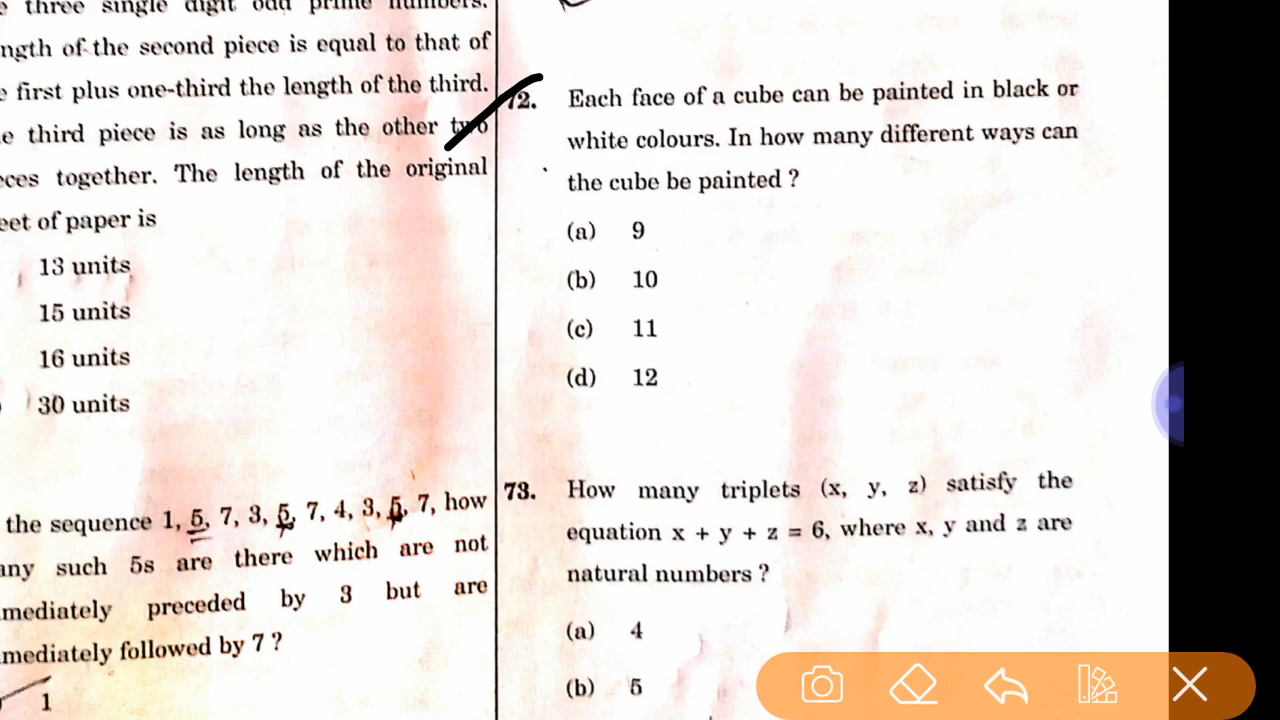 three single digit odd prime numbers.
ngth of the second piece is equal to that of
first plus one-third the length of the third.
e third piece is as long as the other two
eces together. The length of the original
eet of paper is
13 units
15 units
16 units
30 units
the sequence 1, 5, 7, 3, 5, 7, 4, 3, 5, 7, how
any such 5s are there which are not
mediately preceded by 3 but are
mediately followed by 7 ?
1
72. Each face of a cube can be painted in black or
white colours. In how many different ways can
the cube be painted ?
(a) 9
(b) 10
(c) 11
(d) 12
73. How many triplets (x, y, z) satisfy the
equation x + y + z = 6, where x, y and z are
natural numbers ?
(a) 4
(b) 5